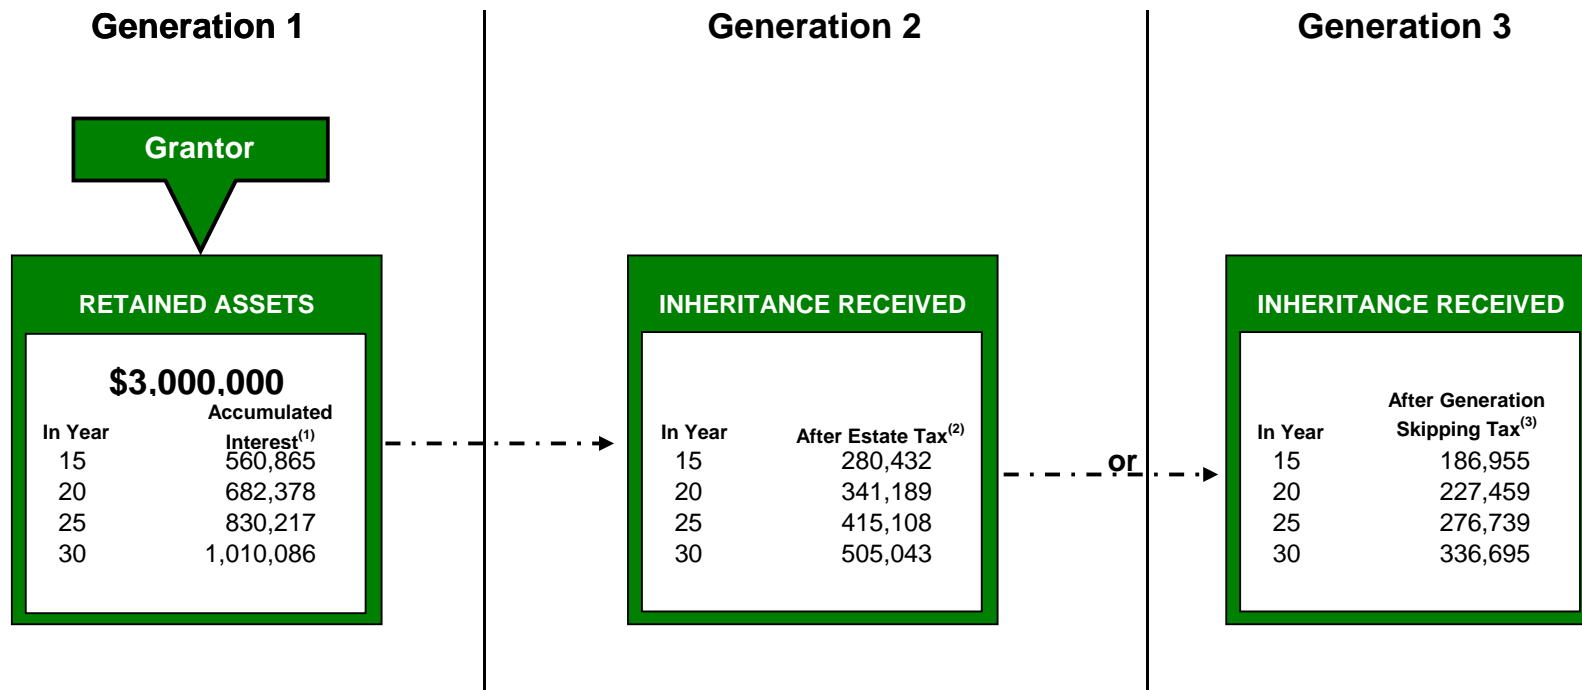 Generation 1
Generation 2
Generation 3
Grantor
RETAINED ASSETS
$3,000,000
Accumulated
In Year Interest(1)
15 560,865
20 682,378
25 830,217
30 1,010,086
INHERITANCE RECEIVED
In Year After Estate Tax(2)
15 280,432
20 341,189
25 415,108
30 505,043
or
INHERITANCE RECEIVED
After Generation
In Year Skipping Tax(3)
15 186,955
20 227,459
25 276,739
30 336,695